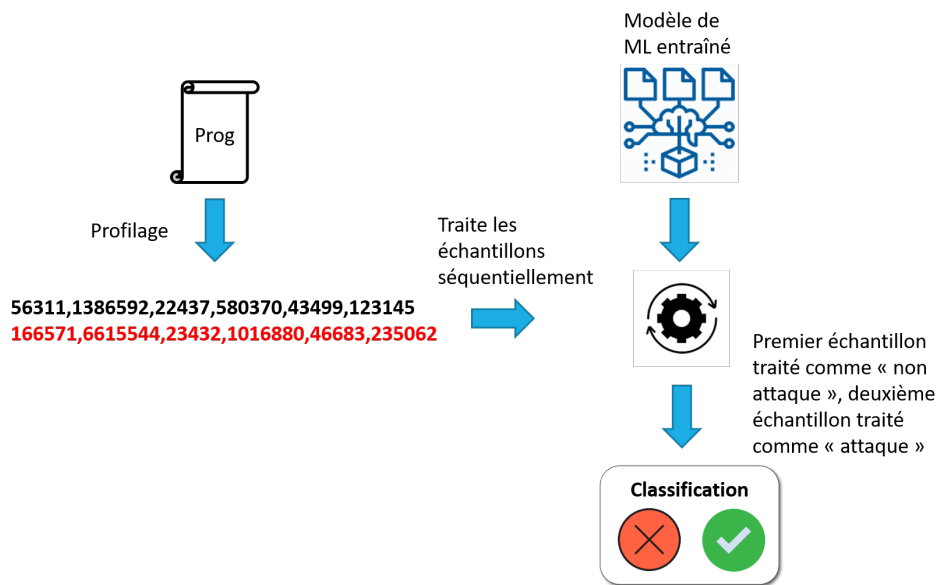 Modèle de
ML entraîné
Prog
Profilage
Traite les
échantillons
séquentiellement
56311,1386592,22437,580370,43499,123145
166571,6615544,23432,1016880,46683,235062
Premier échantillon
traité comme « non
attaque », deuxième
échantillon traité
comme « attaque »
Classification